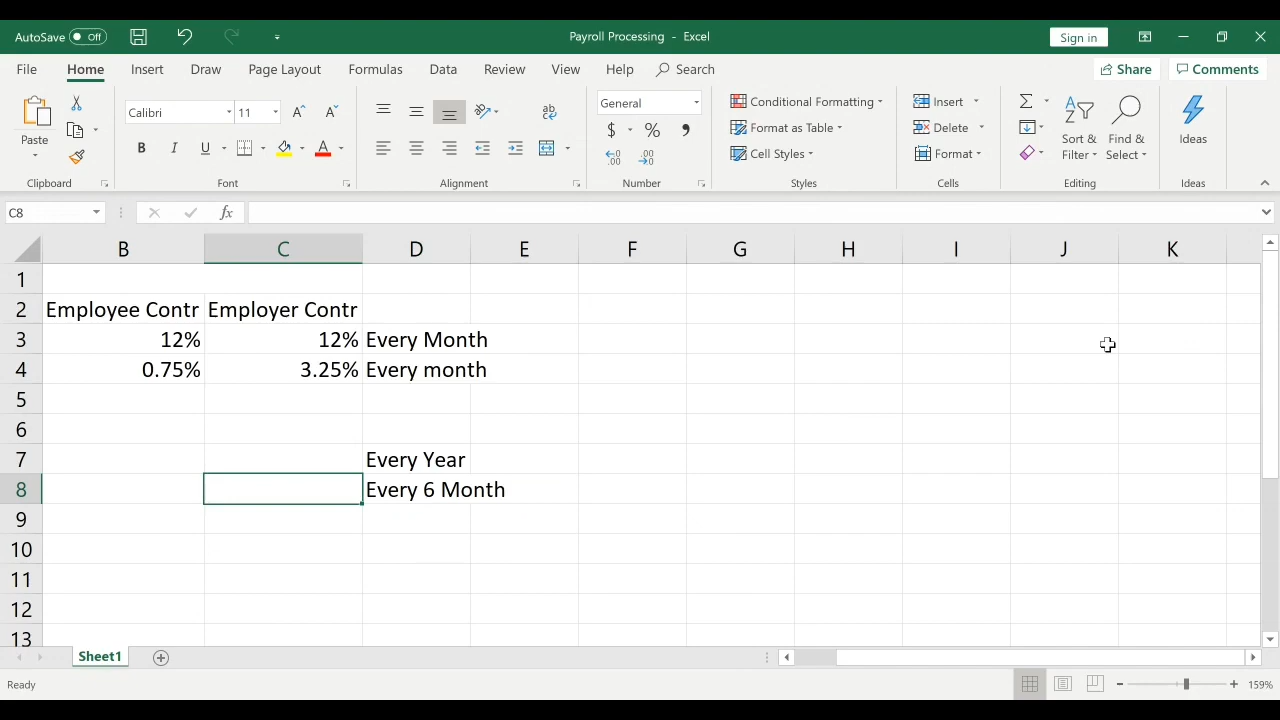 AutoSave Off Payroll Processing - Excel Sign in
File Home Insert Draw Page Layout Formulas Data Review View Help Search Share Comments
Paste
Calibri 11
B I U A
ab
General
$ % ,
Conditional Formatting
Format as Table
Cell Styles
Insert
Delete
Format
Sort & Filter
Find & Select
Ideas
Clipboard Font Alignment Number Styles Cells Editing Ideas
C8 fx
B C D E F G H I J K
1
2 Employee Contr Employer Contr
3 12% 12% Every Month
4 0.75% 3.25% Every month
5
6
7 Every Year
8 Every 6 Month
9
10
11
12
13
Sheet1
Ready 159%